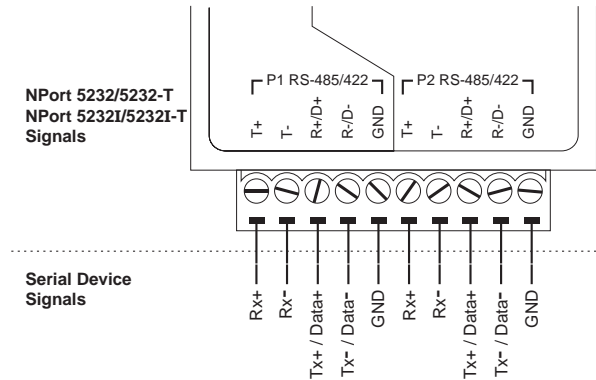 P1 RS-485/422
P2 RS-485/422
NPort 5232/5232-T
NPort 5232I/5232I-T
Signals
T+
T-
R+/D+
R-/D-
GND
T+
T-
R+/D+
R-/D-
GND
Serial Device
Signals
Rx+
Rx-
Tx+ / Data+
Tx- / Data-
GND
Rx+
Rx-
Tx+ / Data+
Tx- / Data-
GND